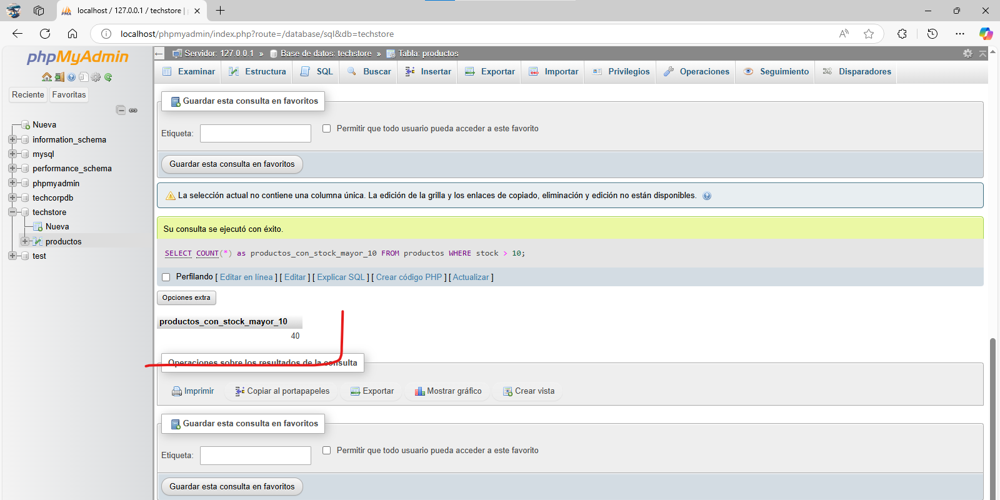 localhost / 127.0.0.1 / techstore |
localhost/phpmyadmin/index.php?route=/database/sql&db=techstore
phpMyAdmin
Reciente
Favoritas
Nueva
information_schema
mysql
performance_schema
phpmyadmin
techcorpdb
techstore
Nueva
productos
test
Servidor: 127.0.0.1 » Base de datos: techstore » Tabla: productos
Examinar Estructura SQL Buscar Insertar Exportar Importar Privilegios Operaciones Seguimiento Disparadores
Guardar esta consulta en favoritos
Etiqueta:
Permitir que todo usuario pueda acceder a este favorito
Guardar esta consulta en favoritos
La selección actual no contiene una columna única. La edición de la grilla y los enlaces de copiado, eliminación y edición no están disponibles.
Su consulta se ejecutó con éxito.
SELECT COUNT(*) as productos_con_stock_mayor_10 FROM productos WHERE stock > 10;
Perfilando [ Editar en línea ] [ Editar ] [ Explicar SQL ] [ Crear código PHP ] [ Actualizar ]
Opciones extra
productos_con_stock_mayor_10
40
Operaciones sobre los resultados de la consulta
Imprimir Copiar al portapapeles Exportar Mostrar gráfico Crear vista
Guardar esta consulta en favoritos
Etiqueta:
Permitir que todo usuario pueda acceder a este favorito
Guardar esta consulta en favoritos